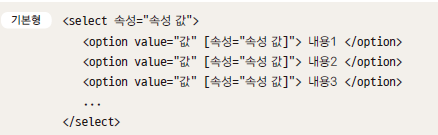 기본형 <select 속성="속성 값">
<option value="값" [속성="속성 값]"> 내용1 </option>
<option value="값" [속성="속성 값]"> 내용2 </option>
<option value="값" [속성="속성 값]"> 내용3 </option>
...
</select>